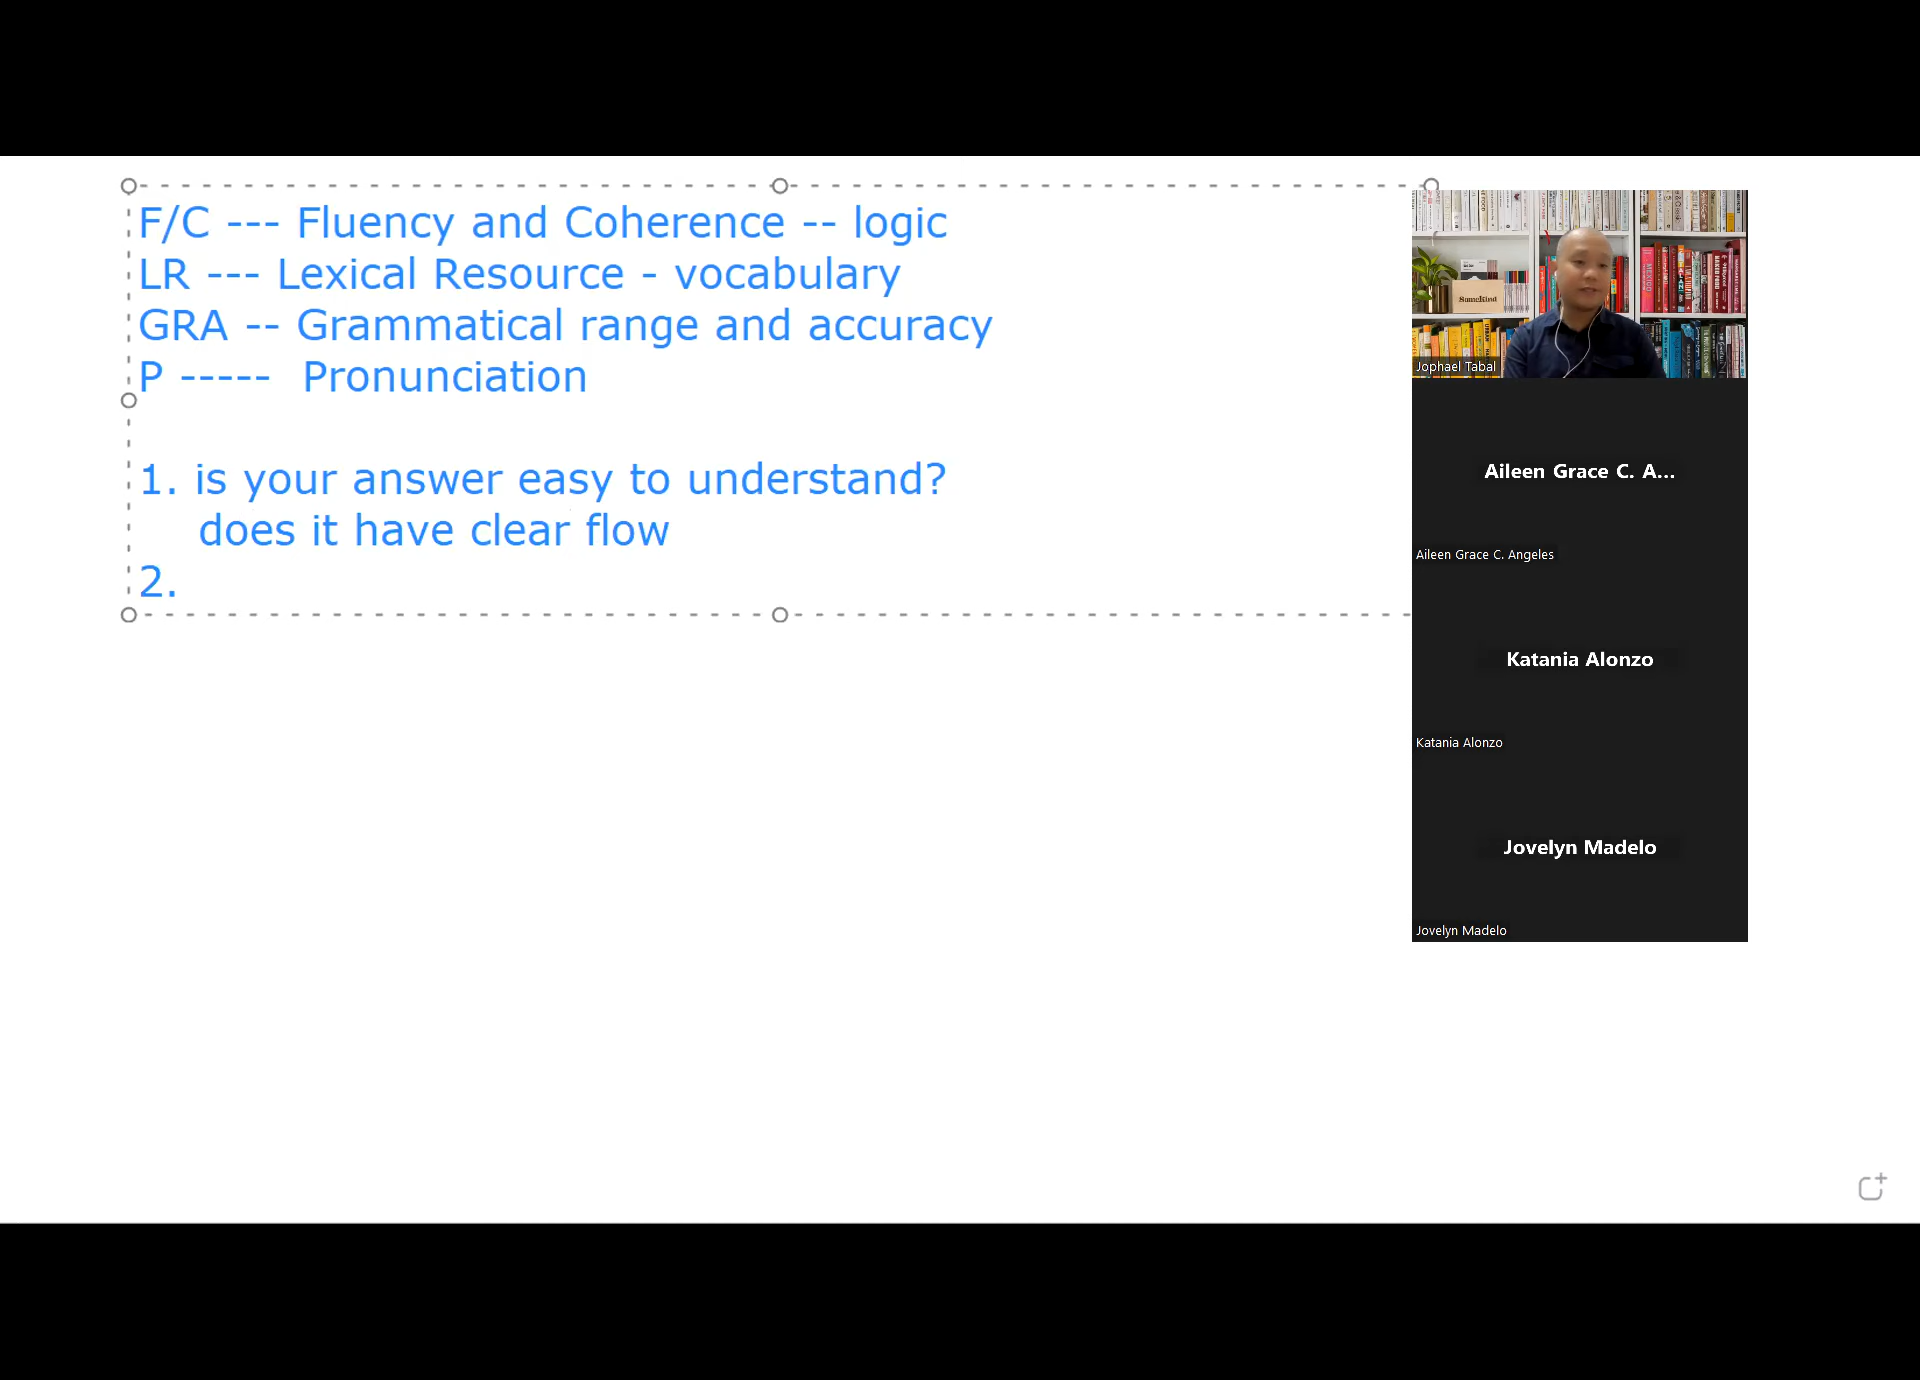 F/C --- Fluency and Coherence -- logic
LR --- Lexical Resource - vocabulary
GRA -- Grammatical range and accuracy
P ----- Pronunciation
1. is your answer easy to understand?
does it have clear flow
2.
SomeKind
Jophael Tabal
Aileen Grace C. A...
Aileen Grace C. Angeles
Katania Alonzo
Katania Alonzo
Jovelyn Madelo
Jovelyn Madelo